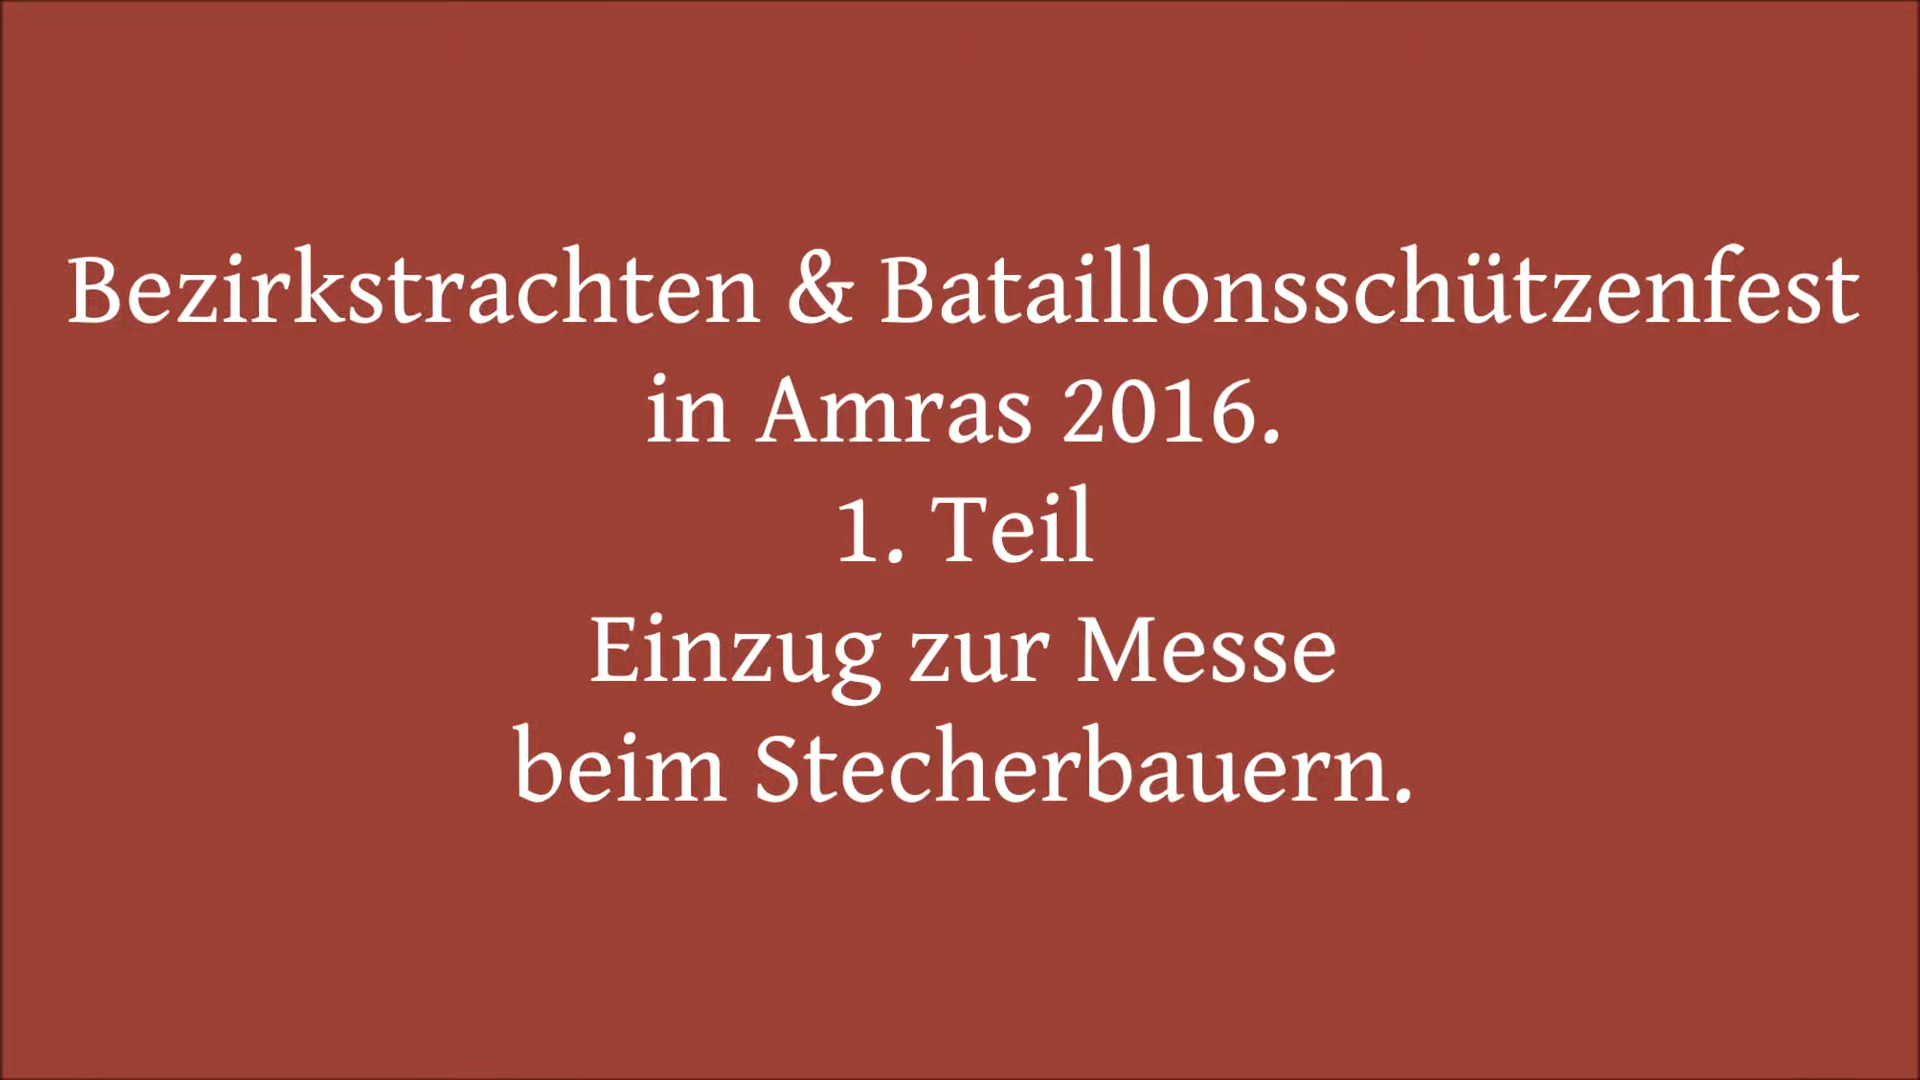 Bezirkstrachten & Bataillonsschützenfest
in Amras 2016.
1. Teil
Einzug zur Messe
beim Stecherbauern.